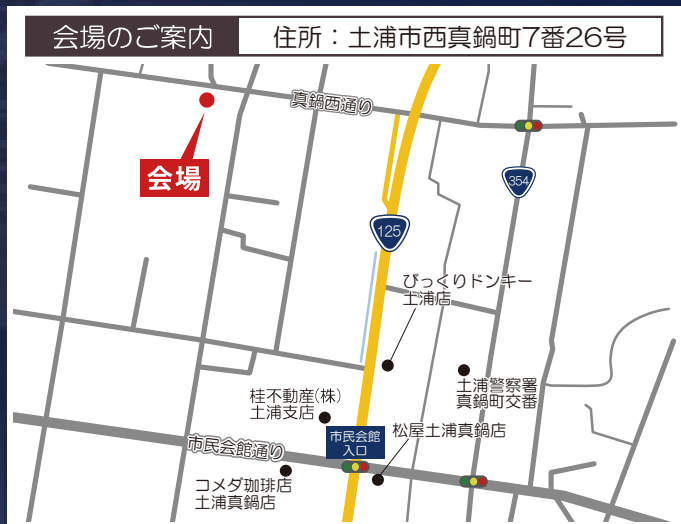 会場のご案内
住所：土浦市西真鍋町7番26号
真鍋西通り
会場
354
125
びっくりドンキー
土浦店
土浦警察署
真鍋町交番
桂不動産(株)
土浦支店
松屋土浦真鍋店
市民会館
入口
市民会館通り
コメダ珈琲店
土浦真鍋店